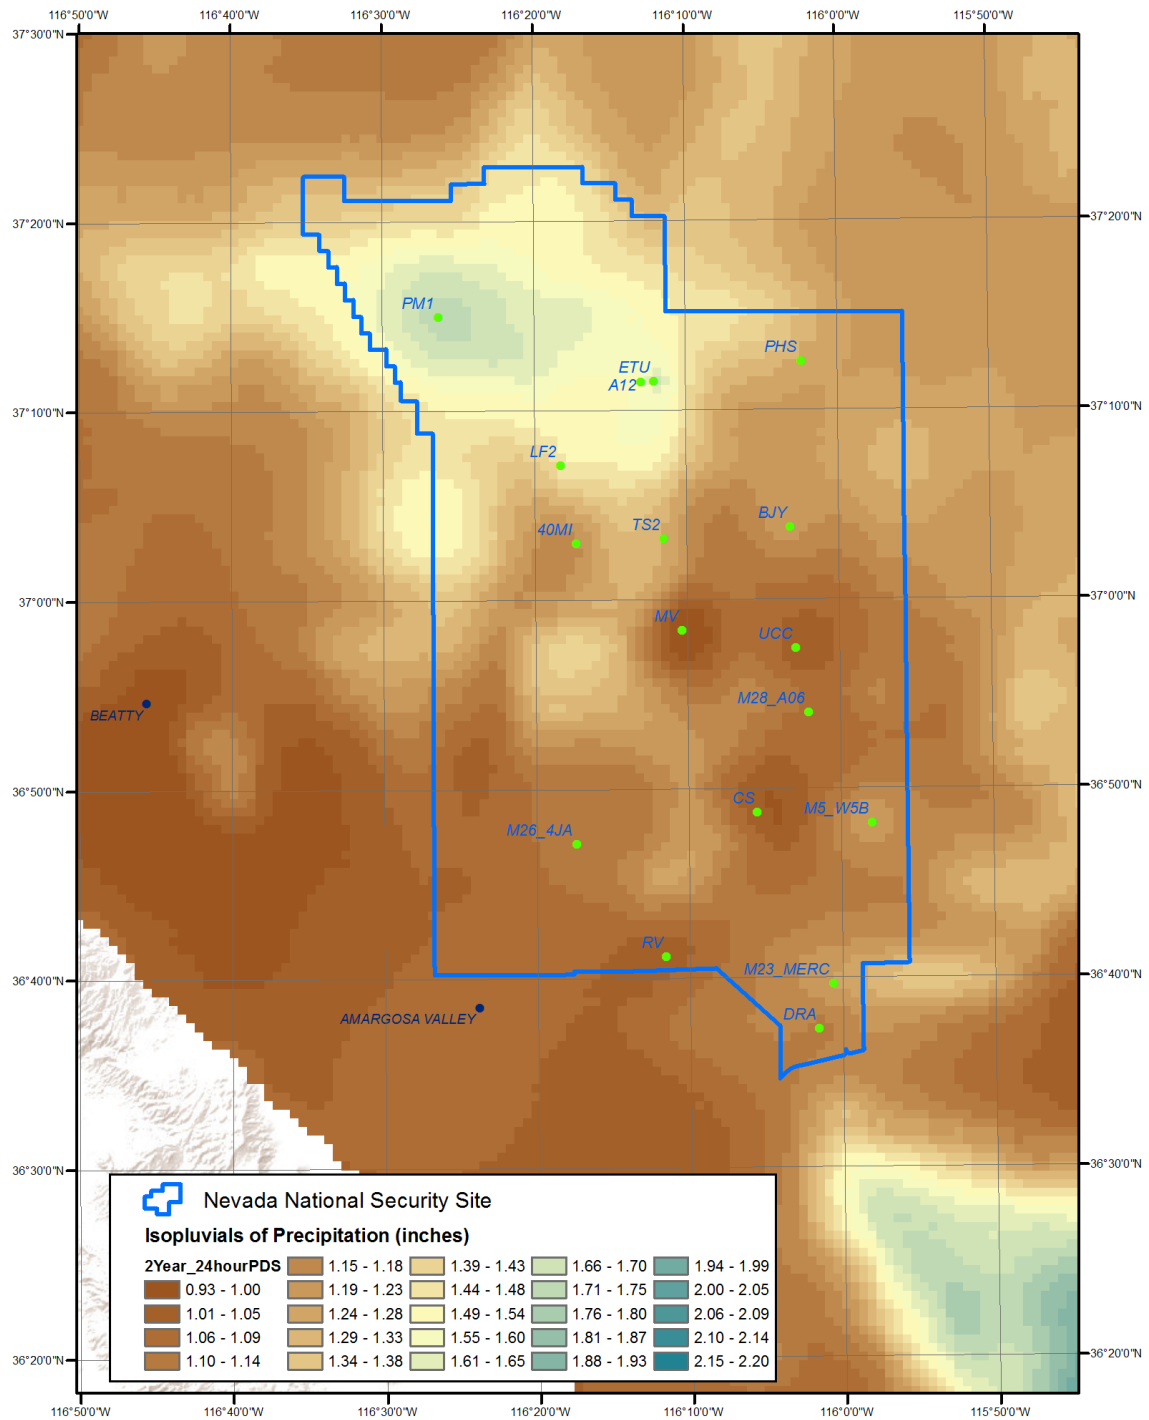 116°50'0"W 116°40'0"W 116°30'0"W 116°20'0"W 116°10'0"W 116°0'0"W 115°50'0"W
37°30'0"N
37°20'0"N 37°20'0"N
PM1
PHS
ETU
A12
37°10'0"N 37°10'0"N
LF2
BJY
TS2
40MI
37°0'0"N 37°0'0"N
MV
UCC
M28_A06
BEATTY
36°50'0"N 36°50'0"N
CS
M5_W5B
M26_4JA
RV
M23_MERC
36°40'0"N 36°40'0"N
DRA
AMARGOSA VALLEY
36°30'0"N 36°30'0"N
Nevada National Security Site
Isopluvials of Precipitation (inches)
2Year_24hourPDS 1.15 - 1.18 1.39 - 1.43 1.66 - 1.70 1.94 - 1.99
0.93 - 1.00 1.19 - 1.23 1.44 - 1.48 1.71 - 1.75 2.00 - 2.05
1.01 - 1.05 1.24 - 1.28 1.49 - 1.54 1.76 - 1.80 2.06 - 2.09
1.06 - 1.09 1.29 - 1.33 1.55 - 1.60 1.81 - 1.87 2.10 - 2.14
1.10 - 1.14 1.34 - 1.38 1.61 - 1.65 1.88 - 1.93 2.15 - 2.20
36°20'0"N 36°20'0"N
116°50'0"W 116°40'0"W 116°30'0"W 116°20'0"W 116°10'0"W 116°0'0"W 115°50'0"W